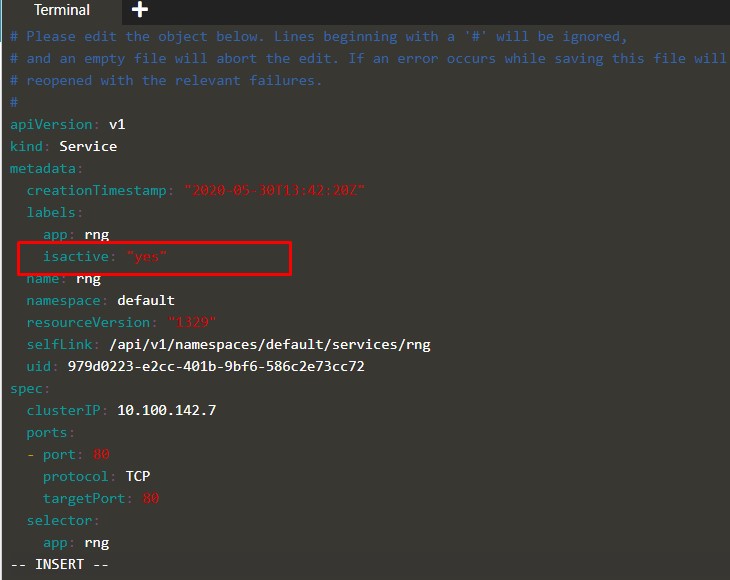 Terminal +
# Please edit the object below. Lines beginning with a '#' will be ignored,
# and an empty file will abort the edit. If an error occurs while saving this file will
# reopened with the relevant failures.
#
apiVersion: v1
kind: Service
metadata:
  creationTimestamp: "2020-05-30T13:42:20Z"
  labels:
    app: rng
    isactive: "yes"
  name: rng
  namespace: default
  resourceVersion: "1329"
  selfLink: /api/v1/namespaces/default/services/rng
  uid: 979d0223-e2cc-401b-9bf6-586c2e73cc72
spec:
  clusterIP: 10.100.142.7
  ports:
  - port: 80
    protocol: TCP
    targetPort: 80
  selector:
    app: rng
-- INSERT --